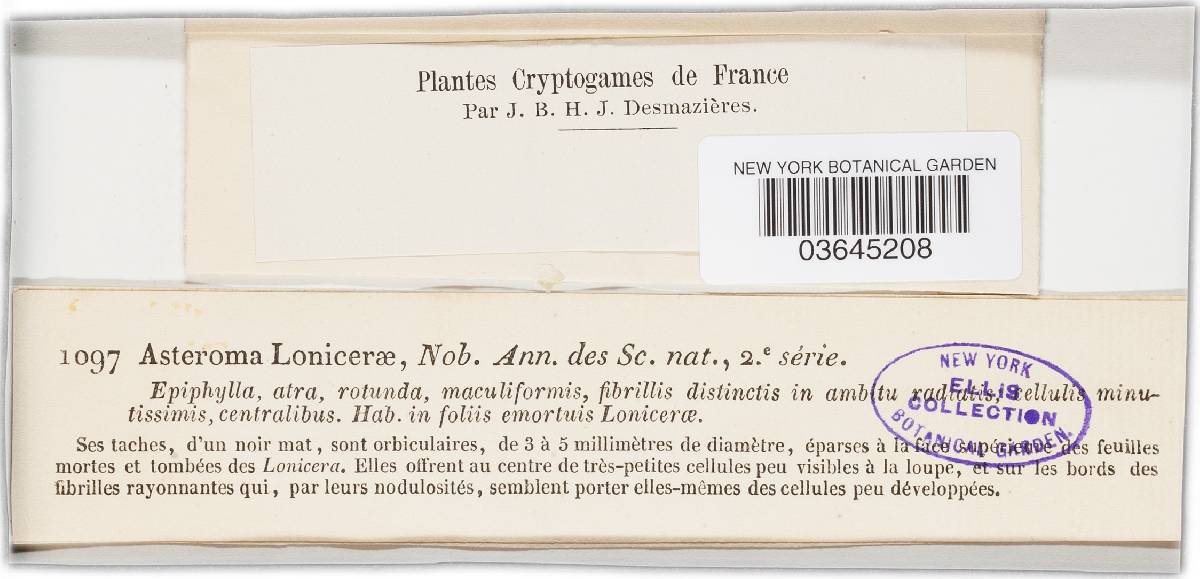 Plantes Cryptogames de France
Par J. B. H. J. Desmazières.
NEW YORK BOTANICAL GARDEN
03645208
1097 Asteroma Loniceræ, Nob. Ann. des Sc. nat., 2.e série.
Epiphylla, atra, rotunda, maculiformis, fibrillis distinctis in ambitu radiatis, cellulis minu-
tissimis, centralibus. Hab. in foliis emortuis Loniceræ.
Ses taches, d'un noir mat, sont orbiculaires, de 3 à 5 millimètres de diamètre, éparses à la face supérieure des feuilles
mortes et tombées des Lonicera. Elles offrent au centre de très-petites cellules peu visibles à la loupe, et sur les bords des
fibrilles rayonnantes qui, par leurs nodulosités, semblent porter elles-mêmes des cellules peu développées.
NEW YORK
ELLIS
COLLECTION
BOTANICAL GARDEN.